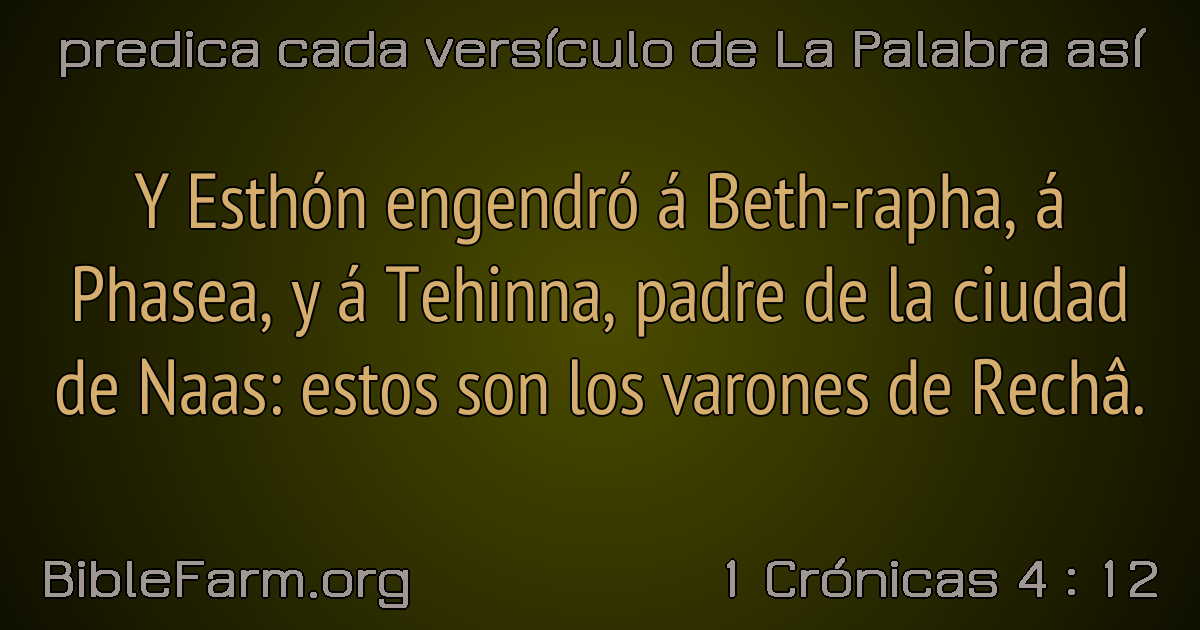 predica cada versículo de La Palabra así
Y Esthón engendró á Beth-rapha, á
Phasea, y á Tehinna, padre de la ciudad
de Naas: estos son los varones de Rechâ.
BibleFarm.org
1 Crónicas 4 : 12